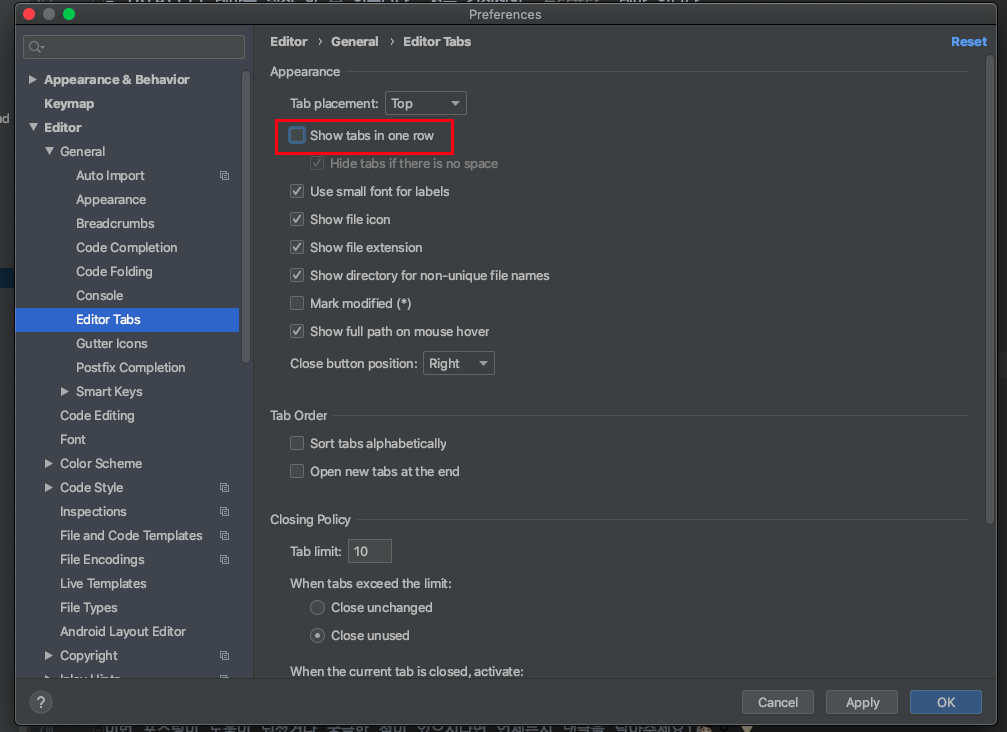 Preferences
Editor › General › Editor Tabs
Reset
Appearance & Behavior
Keymap
Editor
General
Auto Import
Appearance
Breadcrumbs
Code Completion
Code Folding
Console
Editor Tabs
Gutter Icons
Postfix Completion
Smart Keys
Code Editing
Font
Color Scheme
Code Style
Inspections
File and Code Templates
File Encodings
Live Templates
File Types
Android Layout Editor
Copyright
Appearance
Tab placement: Top
Show tabs in one row
Hide tabs if there is no space
Use small font for labels
Show file icon
Show file extension
Show directory for non-unique file names
Mark modified (*)
Show full path on mouse hover
Close button position: Right
Tab Order
Sort tabs alphabetically
Open new tabs at the end
Closing Policy
Tab limit: 10
When tabs exceed the limit:
Close unchanged
Close unused
When the current tab is closed, activate:
?
Cancel
Apply
OK